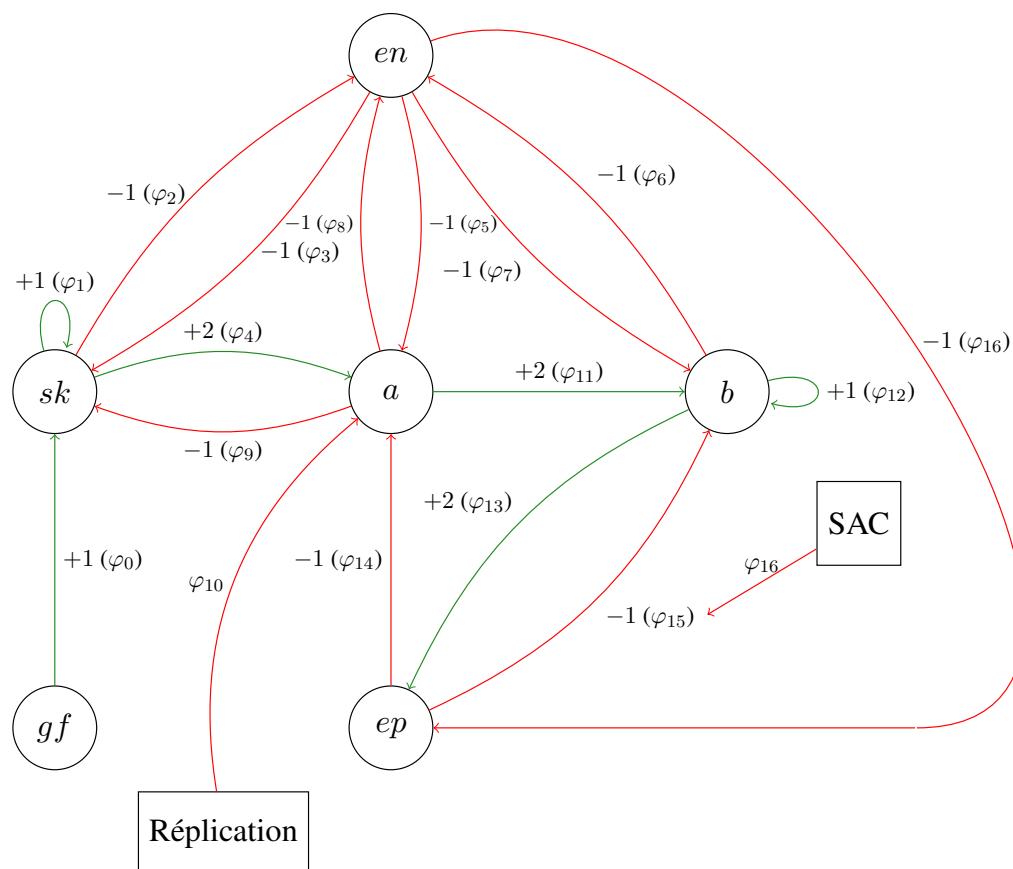 en
−1 (φ₂)
−1 (φ₈)
−1 (φ₃)
−1 (φ₅)
−1 (φ₇)
−1 (φ₆)
−1 (φ₁₆)
+1 (φ₁)
+2 (φ₄)
+2 (φ₁₁)
+1 (φ₁₂)
sk
a
b
−1 (φ₉)
+2 (φ₁₃)
SAC
+1 (φ₀)
φ₁₀
−1 (φ₁₄)
φ₁₆
−1 (φ₁₅)
gf
ep
Réplication